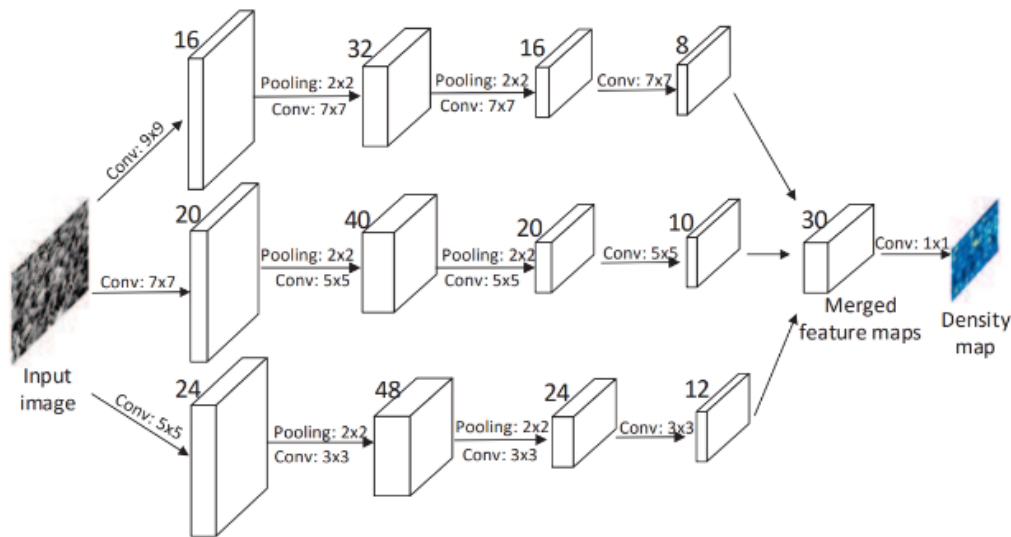 16
32
16
8
Pooling: 2x2
Conv: 7x7
Pooling: 2x2
Conv: 7x7
Conv: 7x7
Conv: 9x9
20
40
20
10
30
Conv: 7x7
Pooling: 2x2
Conv: 5x5
Pooling: 2x2
Conv: 5x5
Conv: 5x5
Conv: 1x1
Merged
feature maps
Density
map
Input
image
24
48
24
12
Conv: 5x5
Pooling: 2x2
Conv: 3x3
Pooling: 2x2
Conv: 3x3
Conv: 3x3